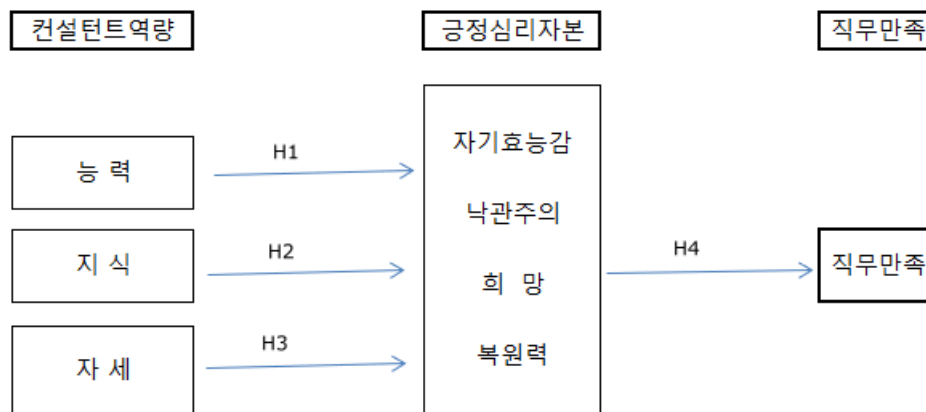 컨설턴트역량
긍정심리자본
직무만족
능 력
H1
지 식
H2
자 세
H3
자기효능감
낙관주의
희 망
복원력
H4
직무만족